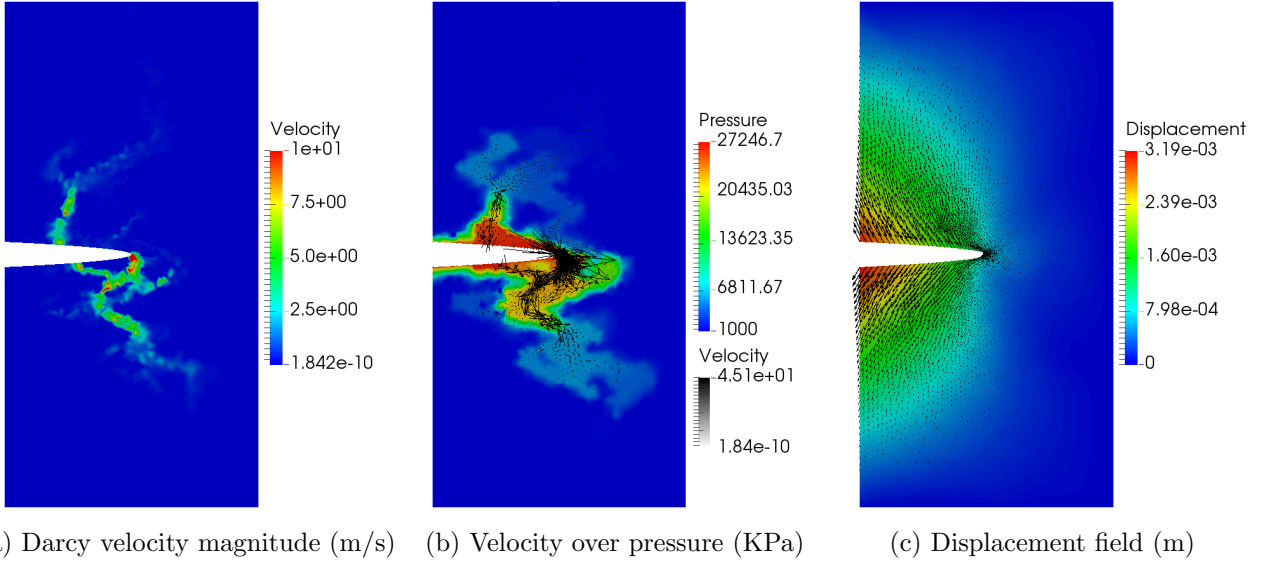 Velocity
1e+01
7.5+00
5.0e+00
2.5e+00
1.842e-10
Pressure
27246.7
20435.03
13623.35
6811.67
1000
Velocity
4.51e+01
1.84e-10
Displacement
3.19e-03
2.39e-03
1.60e-03
7.98e-04
0
) Darcy velocity magnitude (m/s)
(b) Velocity over pressure (KPa)
(c) Displacement field (m)